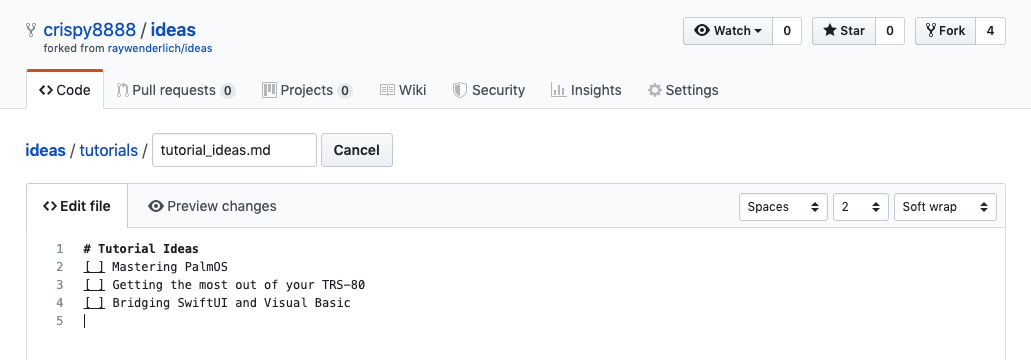 crispy8888 / ideas
forked from raywenderlich/ideas
Watch 0 Star 0 Fork 4
<> Code Pull requests 0 Projects 0 Wiki Security Insights Settings
ideas / tutorials / tutorial_ideas.md Cancel
<> Edit file Preview changes Spaces 2 Soft wrap
1 # Tutorial Ideas
2 [ ] Mastering PalmOS
3 [ ] Getting the most out of your TRS-80
4 [ ] Bridging SwiftUI and Visual Basic
5